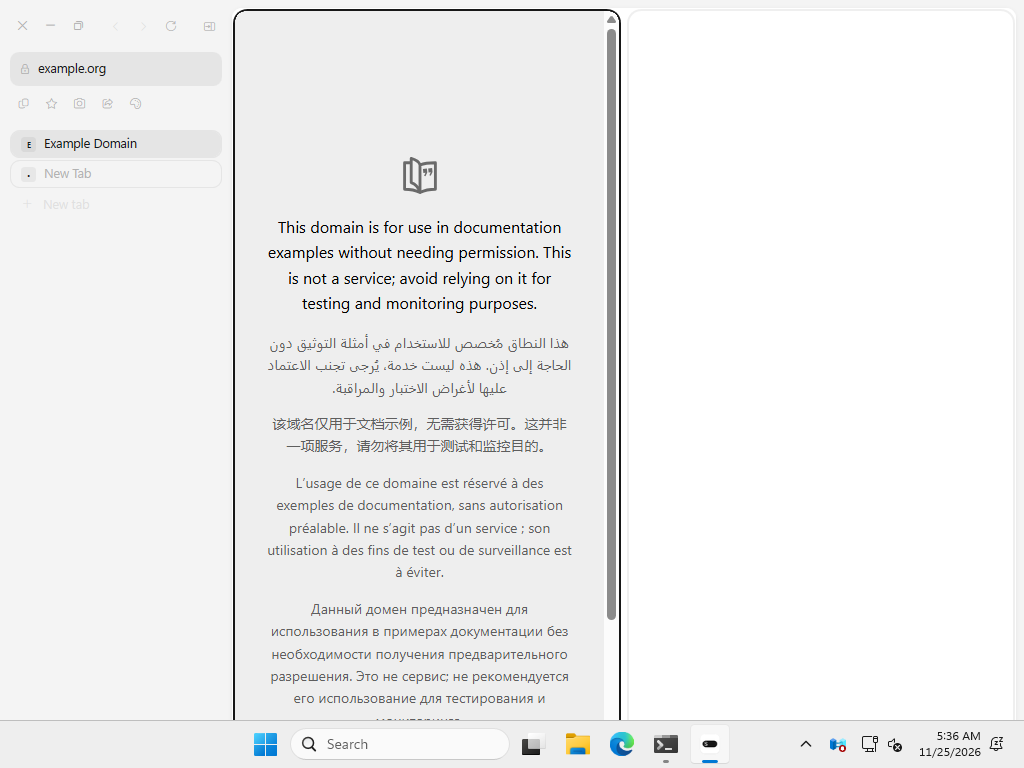 example.org
E Example Domain
New Tab
+ New tab
This domain is for use in documentation
examples without needing permission. This
is not a service; avoid relying on it for
testing and monitoring purposes.
هذا النطاق مُخصص للاستخدام في أمثلة التوثيق دون
الحاجة إلى إذن. هذه ليست خدمة، يُرجى تجنب الاعتماد
عليها لأغراض الاختبار والمراقبة.
该域名仅用于文档示例，无需获得许可。这并非
一项服务，请勿将其用于测试和监控目的。
L’usage de ce domaine est réservé à des
exemples de documentation, sans autorisation
préalable. Il ne s’agit pas d’un service ; son
utilisation à des fins de test ou de surveillance est
à éviter.
Данный домен предназначен для
использования в примерах документации без
необходимости получения предварительного
разрешения. Это не сервис; не рекомендуется
его использование для тестирования и
Search
5:36 AM
11/25/2026